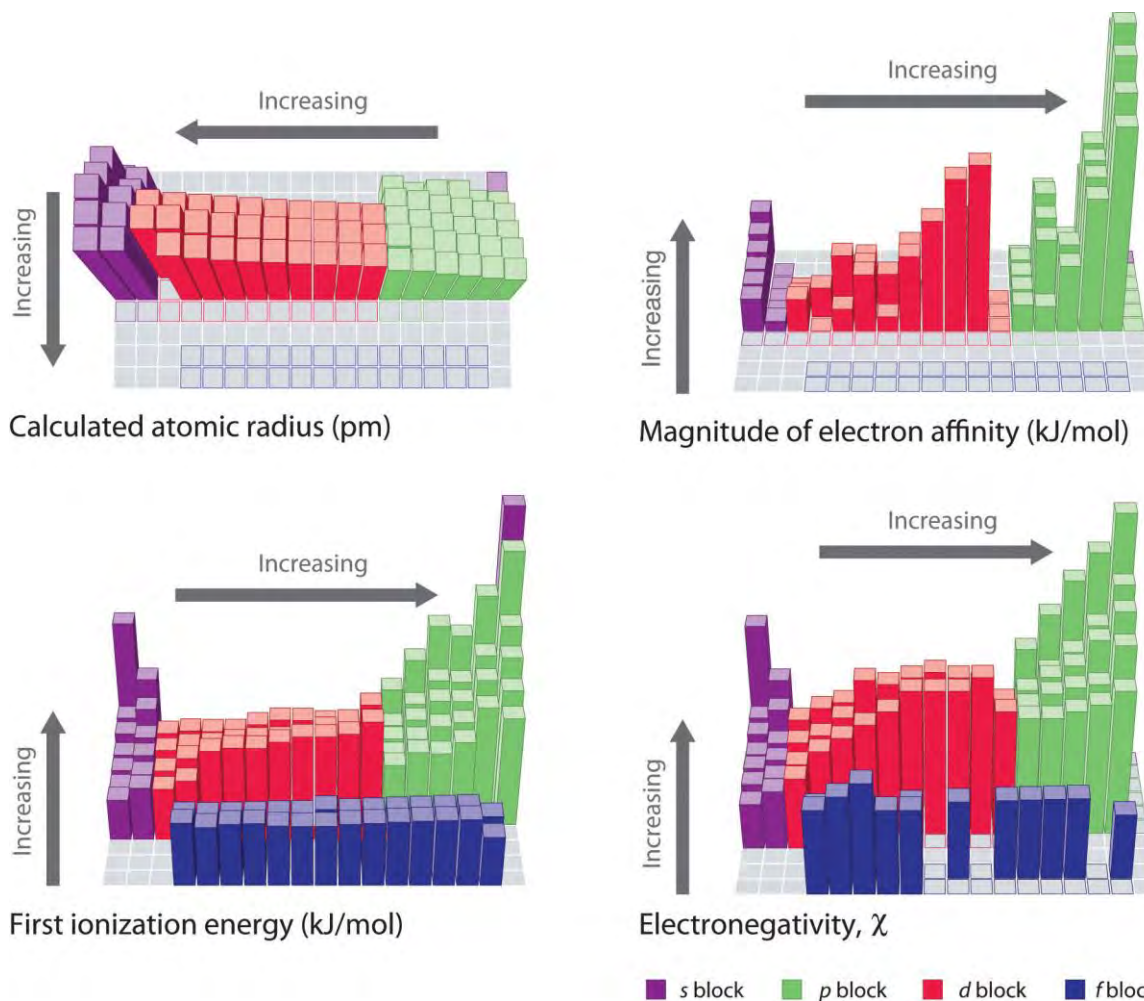 Increasing
Increasing
Calculated atomic radius (pm)
Increasing
Increasing
Magnitude of electron affinity (kJ/mol)
Increasing
Increasing
First ionization energy (kJ/mol)
Increasing
Increasing
Electronegativity, χ
s block p block d block f bloc